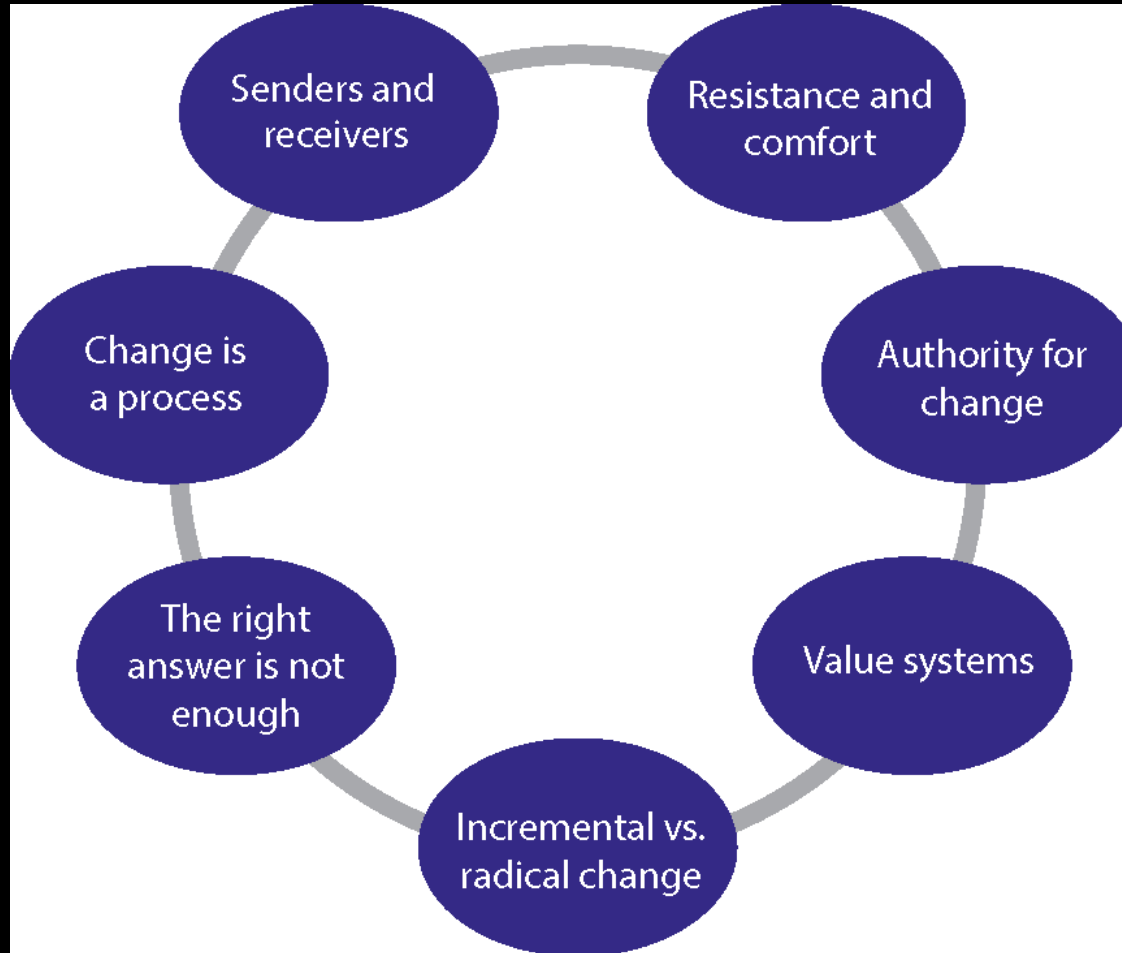 Senders and
receivers
Resistance and
comfort
Authority for
change
Value systems
Incremental vs.
radical change
The right
answer is not
enough
Change is
a process